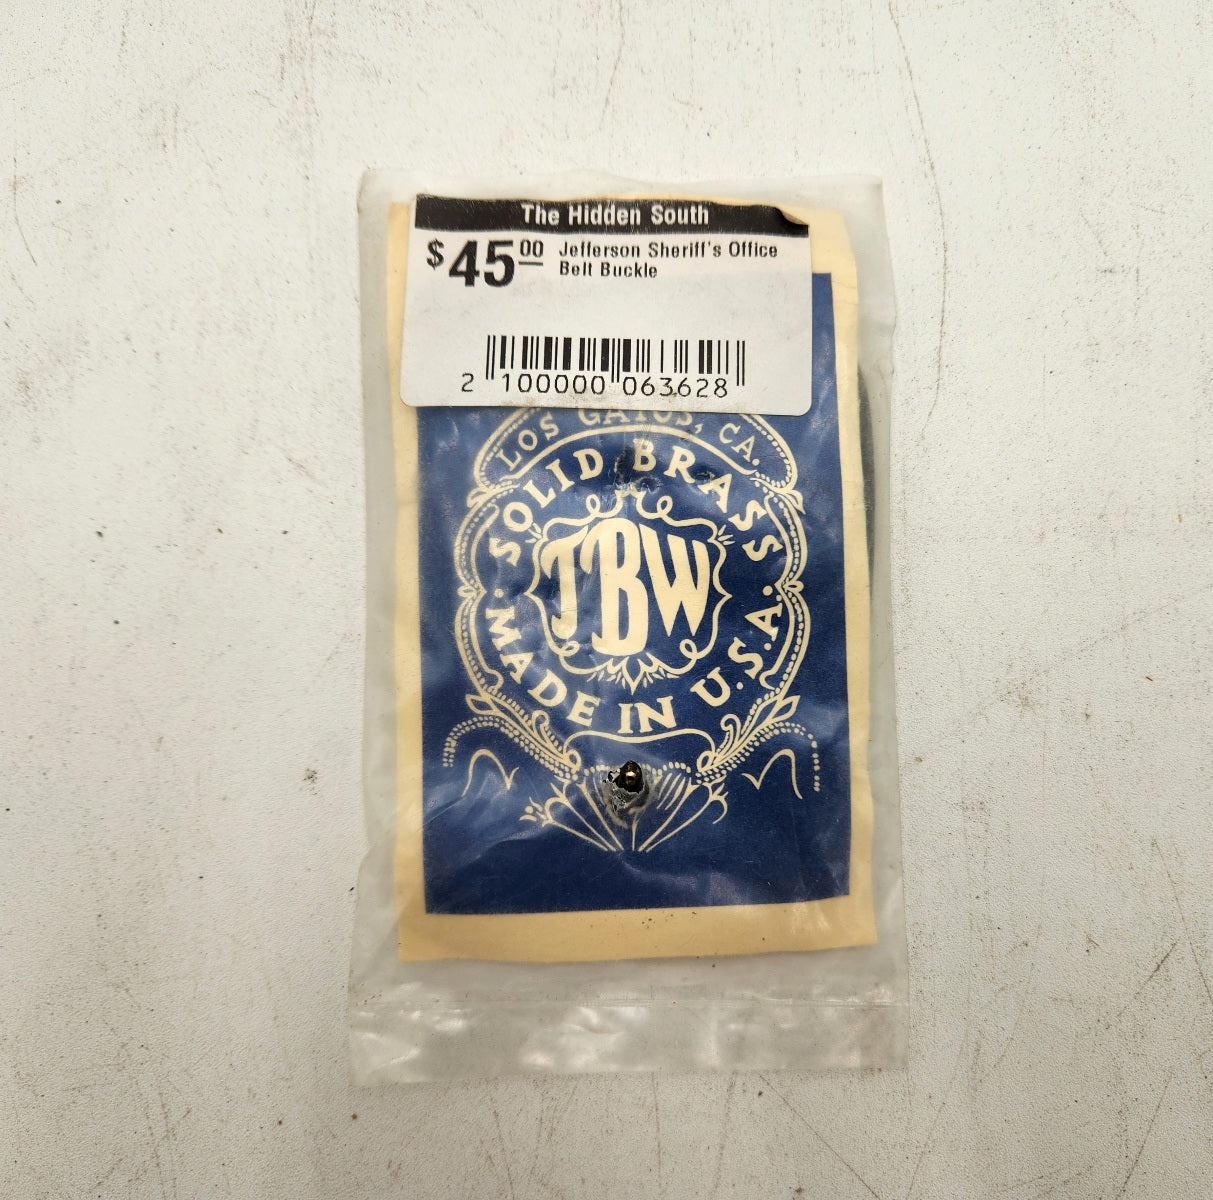 The Hidden South
$45 00
Jefferson Sheriff's Office
Belt Buckle
2 100000 063628
LOS GATOS, CA.
SOLID BRASS
TBW
MADE IN U.S.A.